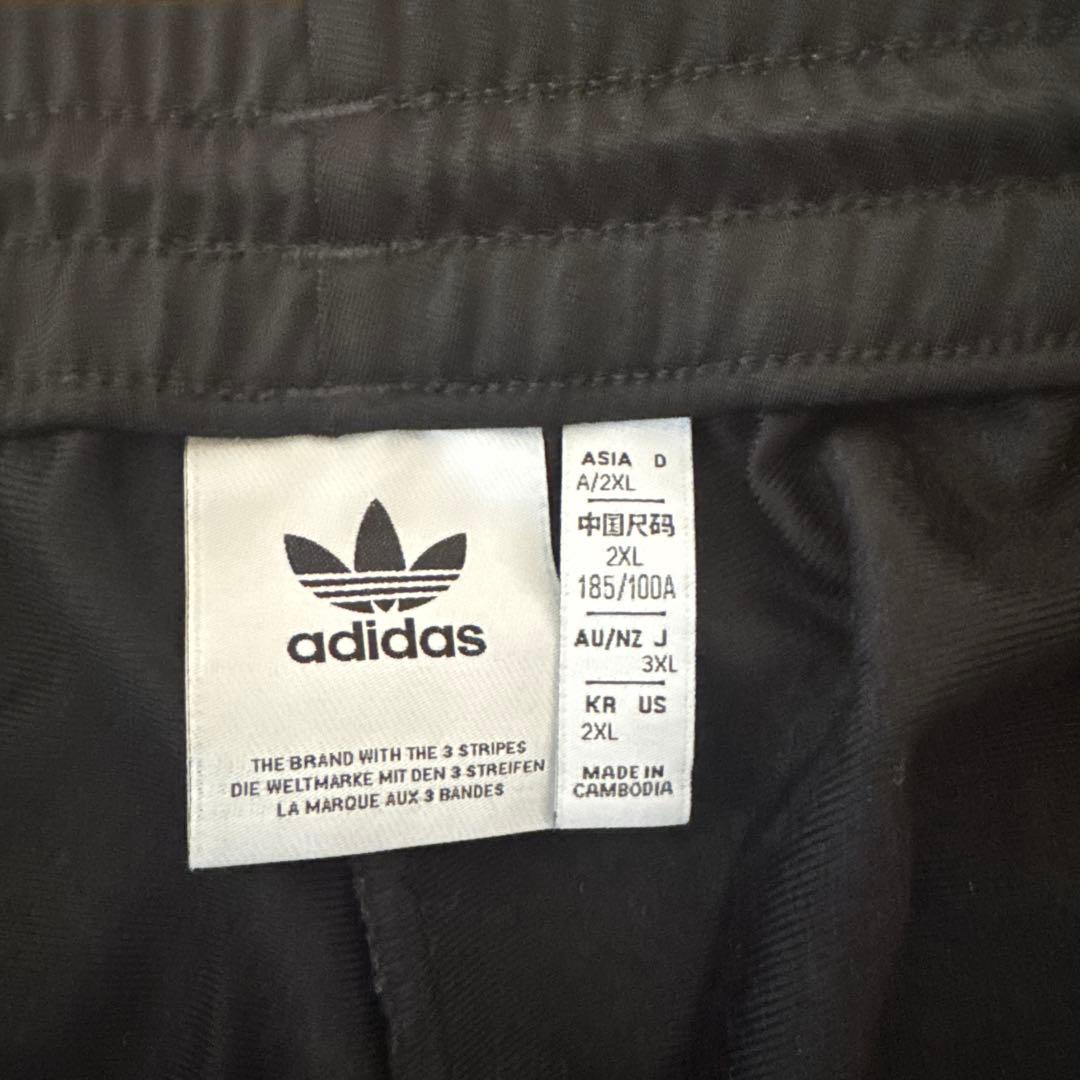 adidas
THE BRAND WITH THE 3 STRIPES
DIE WELTMARKE MIT DEN 3 STREIFEN
LA MARQUE AUX 3 BANDES
ASIA D
A/2XL
中国尺码
2XL
185/100A
AU/NZ J
3XL
KR US
2XL
MADE IN
CAMBODIA